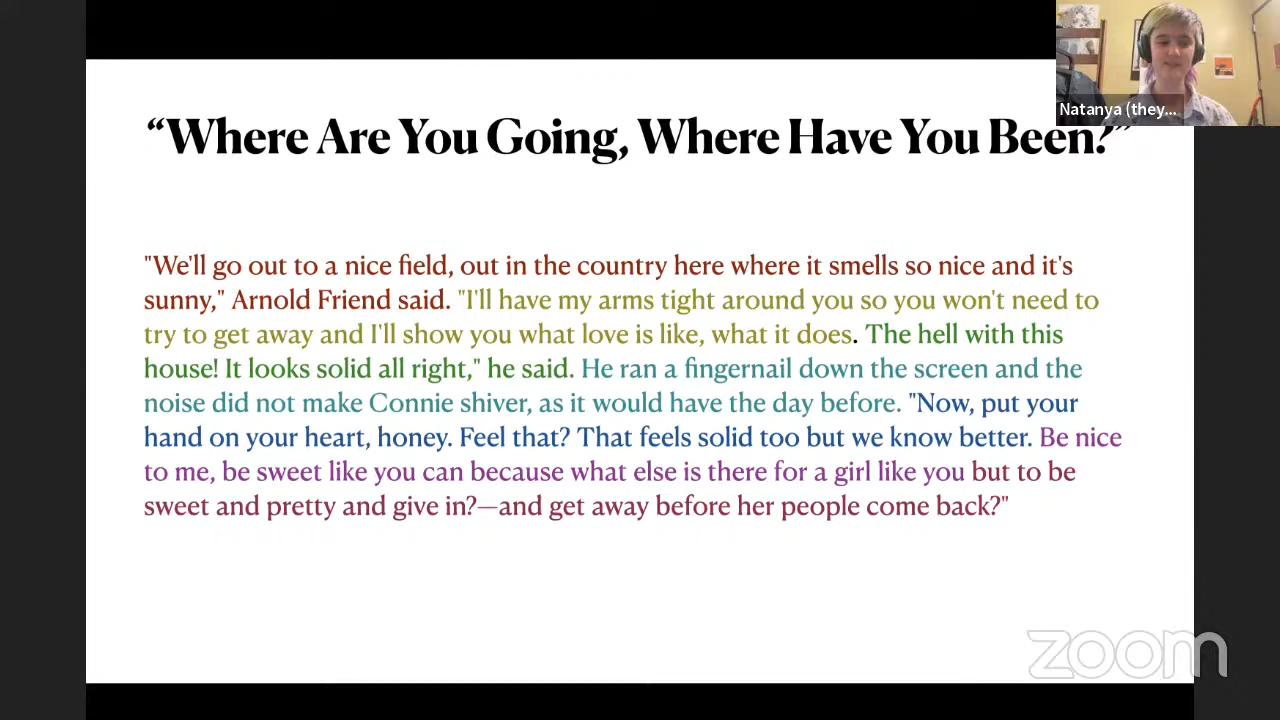 Natanya (they...
“Where Are You Going, Where Have You Been?”
"We'll go out to a nice field, out in the country here where it smells so nice and it's
sunny," Arnold Friend said. "I'll have my arms tight around you so you won't need to
try to get away and I'll show you what love is like, what it does. The hell with this
house! It looks solid all right," he said. He ran a fingernail down the screen and the
noise did not make Connie shiver, as it would have the day before. "Now, put your
hand on your heart, honey. Feel that? That feels solid too but we know better. Be nice
to me, be sweet like you can because what else is there for a girl like you but to be
sweet and pretty and give in?—and get away before her people come back?"
zoom